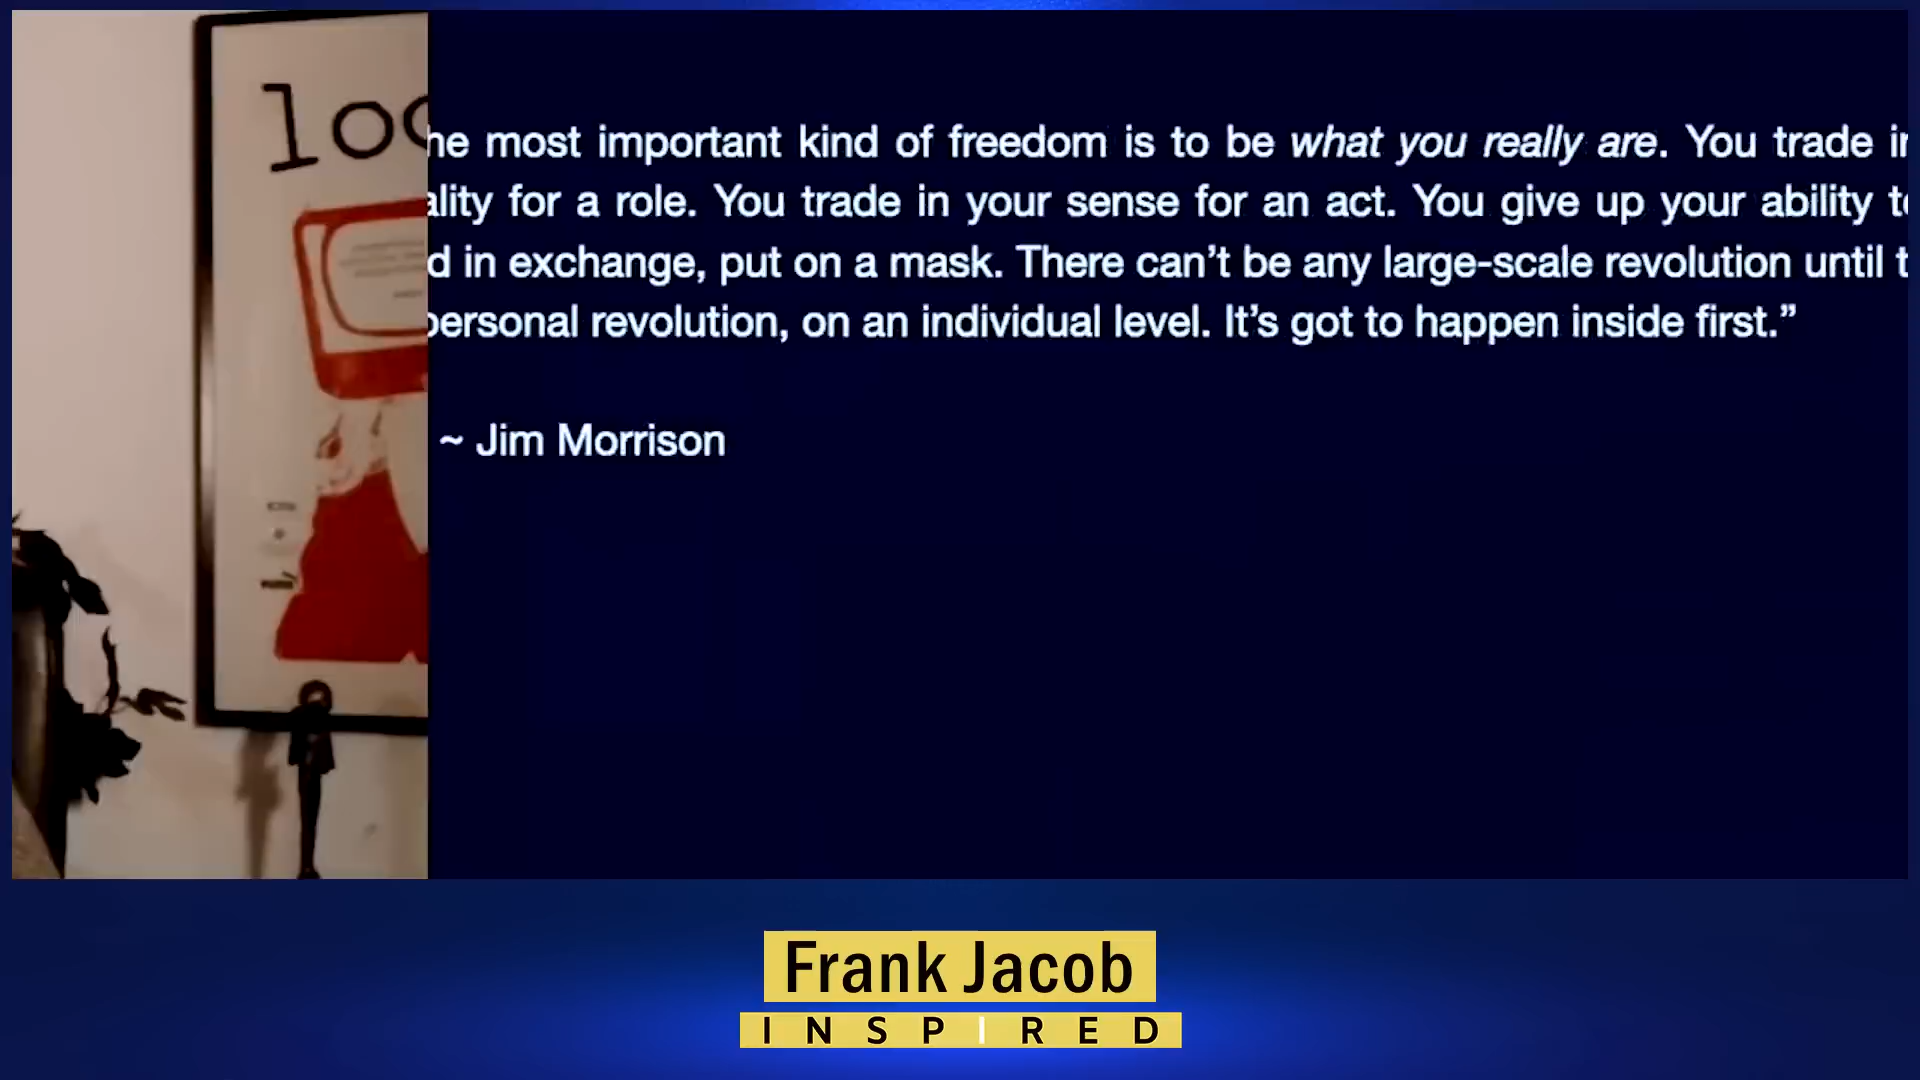 loo
he most important kind of freedom is to be what you really are. You trade in
ality for a role. You trade in your sense for an act. You give up your ability to
d in exchange, put on a mask. There can’t be any large-scale revolution until t
personal revolution, on an individual level. It’s got to happen inside first.”
~ Jim Morrison
Frank Jacob
INSPIRED